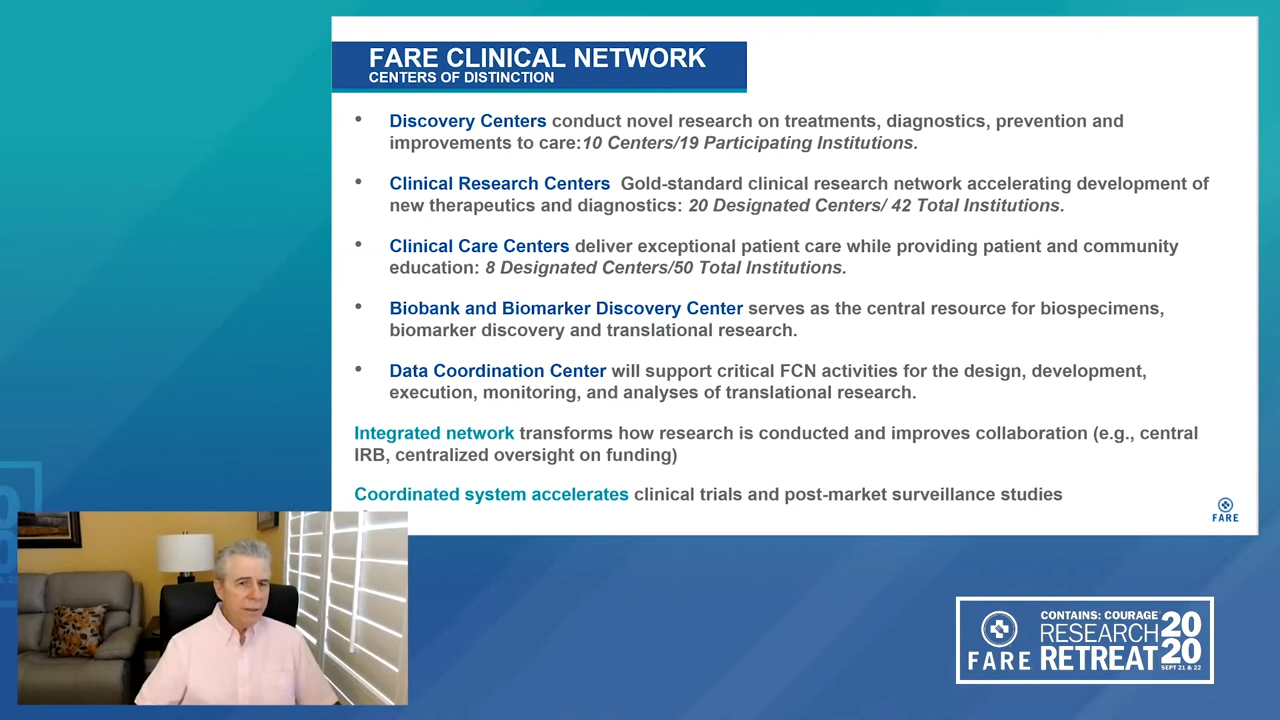 FARE CLINICAL NETWORK
CENTERS OF DISTINCTION
• Discovery Centers conduct novel research on treatments, diagnostics, prevention and
improvements to care:10 Centers/19 Participating Institutions.
• Clinical Research Centers Gold-standard clinical research network accelerating development of
new therapeutics and diagnostics: 20 Designated Centers/ 42 Total Institutions.
• Clinical Care Centers deliver exceptional patient care while providing patient and community
education: 8 Designated Centers/50 Total Institutions.
• Biobank and Biomarker Discovery Center serves as the central resource for biospecimens,
biomarker discovery and translational research.
• Data Coordination Center will support critical FCN activities for the design, development,
execution, monitoring, and analyses of translational research.
Integrated network transforms how research is conducted and improves collaboration (e.g., central
IRB, centralized oversight on funding)
Coordinated system accelerates clinical trials and post-market surveillance studies
FARE
CONTAINS: COURAGE
RESEARCH
RETREAT
2020
SEPT 21 & 22
FARE